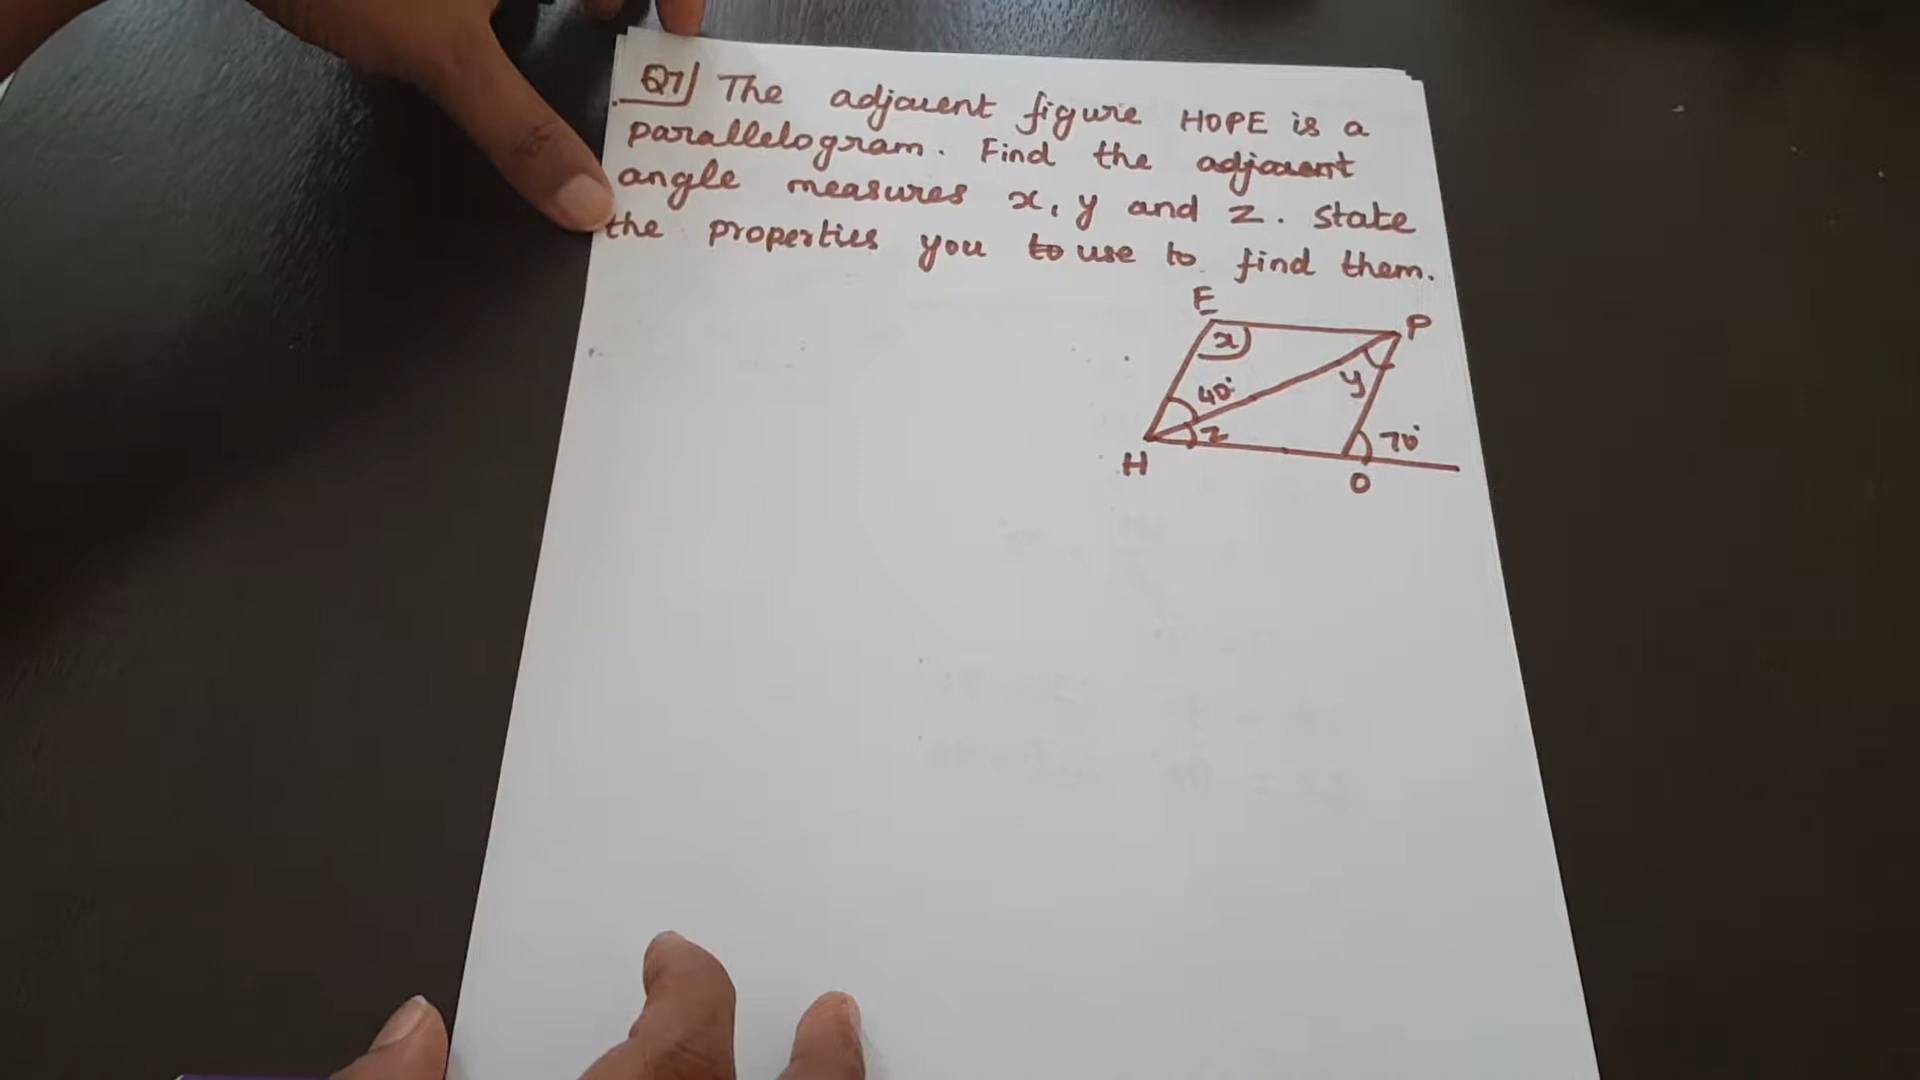 Q7) The adjacent figure HOPE is a
parallelogram. Find the adjacent
angle measures x, y and z. State
the properties you to use to find them.
E
P
x
y
40°
z
70°
H
O